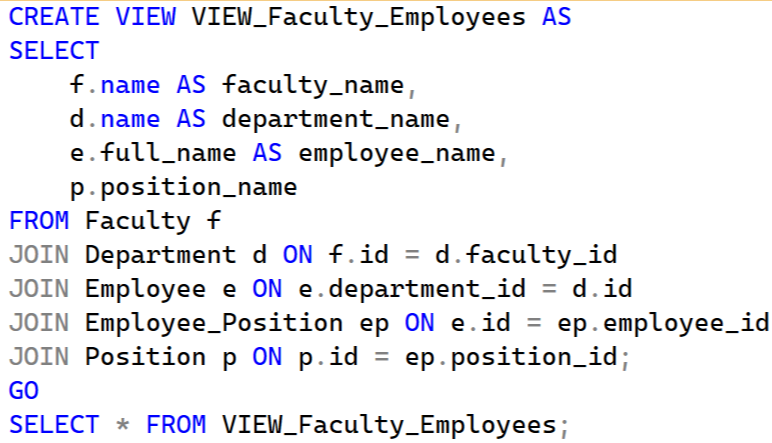 CREATE VIEW VIEW_Faculty_Employees AS
SELECT
    f.name AS faculty_name,
    d.name AS department_name,
    e.full_name AS employee_name,
    p.position_name
FROM Faculty f
JOIN Department d ON f.id = d.faculty_id
JOIN Employee e ON e.department_id = d.id
JOIN Employee_Position ep ON e.id = ep.employee_id
JOIN Position p ON p.id = ep.position_id;
GO
SELECT * FROM VIEW_Faculty_Employees;